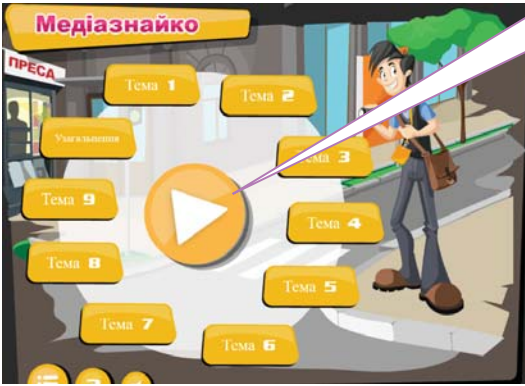 Медіазнайко
ПРЕСА
Тема 1
Тема 2
Тема 3
Тема 4
Тема 5
Тема 6
Тема 7
Тема 8
Тема 9
Узагальнення